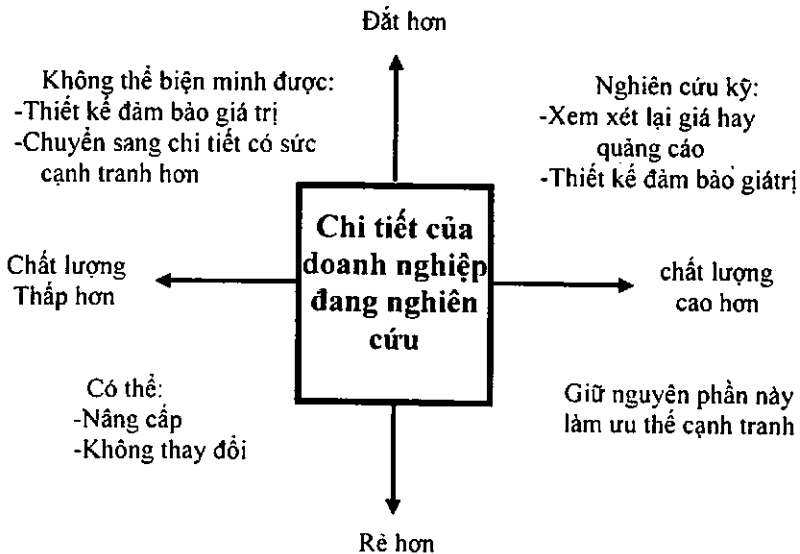 Đắt hơn
Không thể biện minh được:
-Thiết kế đảm bảo giá trị
-Chuyển sang chi tiết có sức
cạnh tranh hơn
Nghiên cứu kỹ:
-Xem xét lại giá hay
quảng cáo
-Thiết kế đảm bảo giátrị
Chi tiết của
doanh nghiệp
đang nghiên
cứu
Chất lượng
Thấp hơn
chất lượng
cao hơn
Có thể:
-Nâng cấp
-Không thay đổi
Giữ nguyên phần này
làm ưu thế cạnh tranh
Rẻ hơn